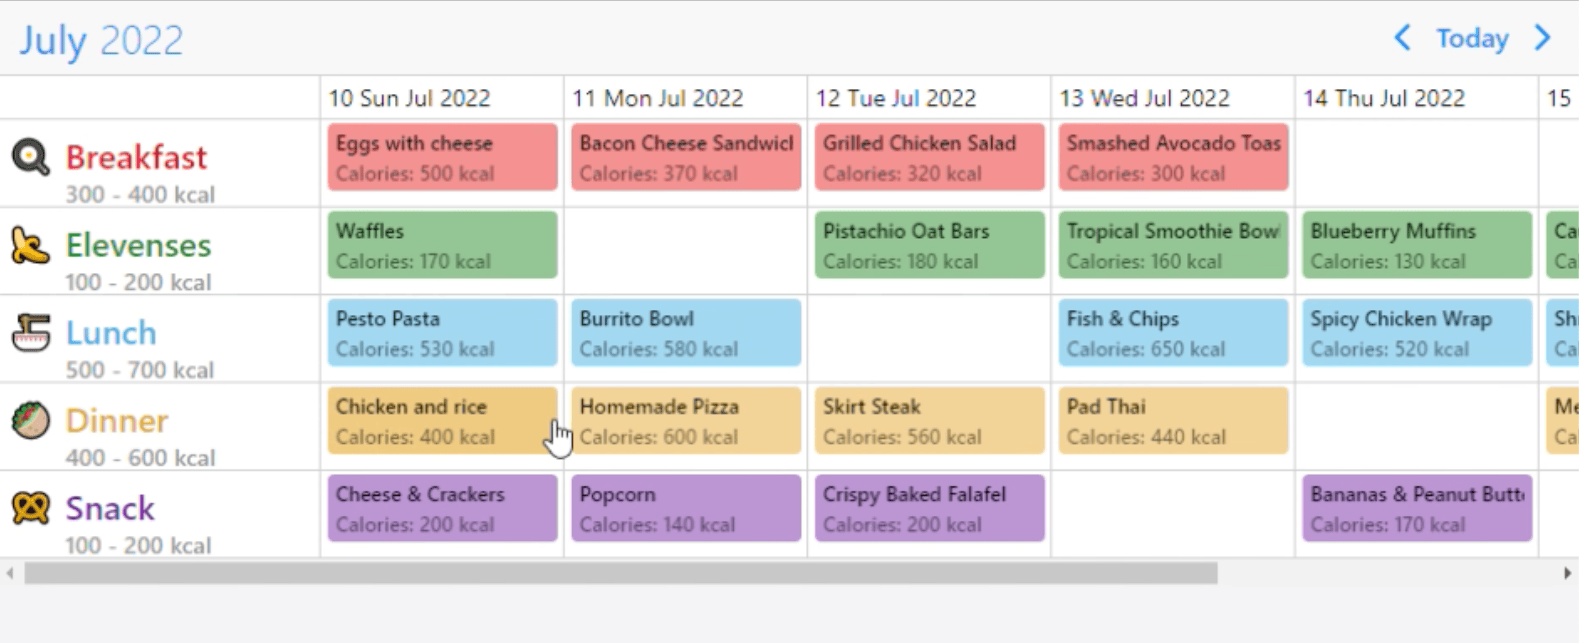 July 2022
Today
10 Sun Jul 2022
11 Mon Jul 2022
12 Tue Jul 2022
13 Wed Jul 2022
14 Thu Jul 2022
15
Breakfast
300 - 400 kcal
Eggs with cheese
Calories: 500 kcal
Bacon Cheese Sandwich
Calories: 370 kcal
Grilled Chicken Salad
Calories: 320 kcal
Smashed Avocado Toas
Calories: 300 kcal
Elevenses
100 - 200 kcal
Waffles
Calories: 170 kcal
Pistachio Oat Bars
Calories: 180 kcal
Tropical Smoothie Bowl
Calories: 160 kcal
Blueberry Muffins
Calories: 130 kcal
Ca
Ca
Lunch
500 - 700 kcal
Pesto Pasta
Calories: 530 kcal
Burrito Bowl
Calories: 580 kcal
Fish & Chips
Calories: 650 kcal
Spicy Chicken Wrap
Calories: 520 kcal
Sh
Ca
Dinner
400 - 600 kcal
Chicken and rice
Calories: 400 kcal
Homemade Pizza
Calories: 600 kcal
Skirt Steak
Calories: 560 kcal
Pad Thai
Calories: 440 kcal
Me
Ca
Snack
100 - 200 kcal
Cheese & Crackers
Calories: 200 kcal
Popcorn
Calories: 140 kcal
Crispy Baked Falafel
Calories: 200 kcal
Bananas & Peanut Butt
Calories: 170 kcal